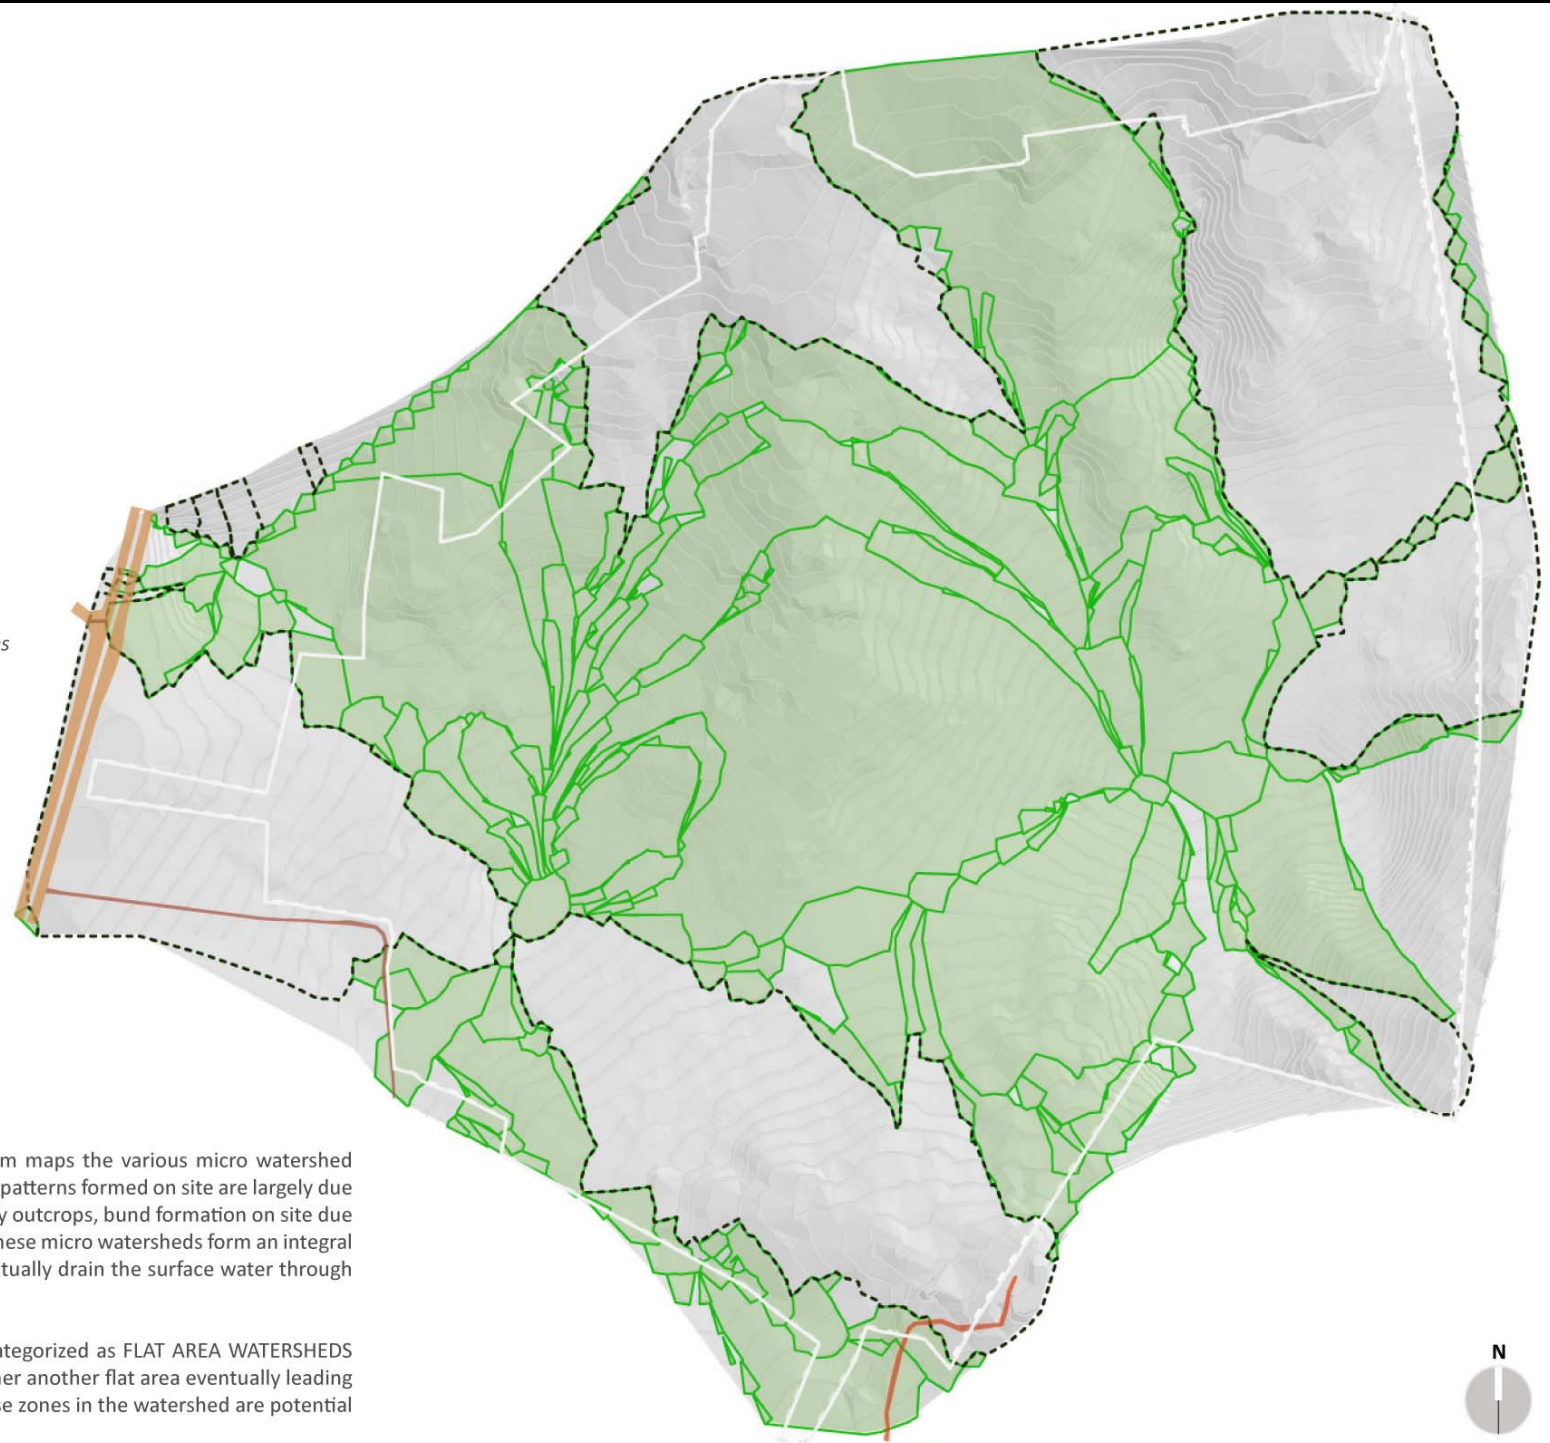 m maps the various micro watershed
patterns formed on site are largely due
y outcrops, bund formation on site due
hese micro watersheds form an integral
tually drain the surface water through
ategorized as FLAT AREA WATERSHEDS
her another flat area eventually leading
se zones in the watershed are potential
N